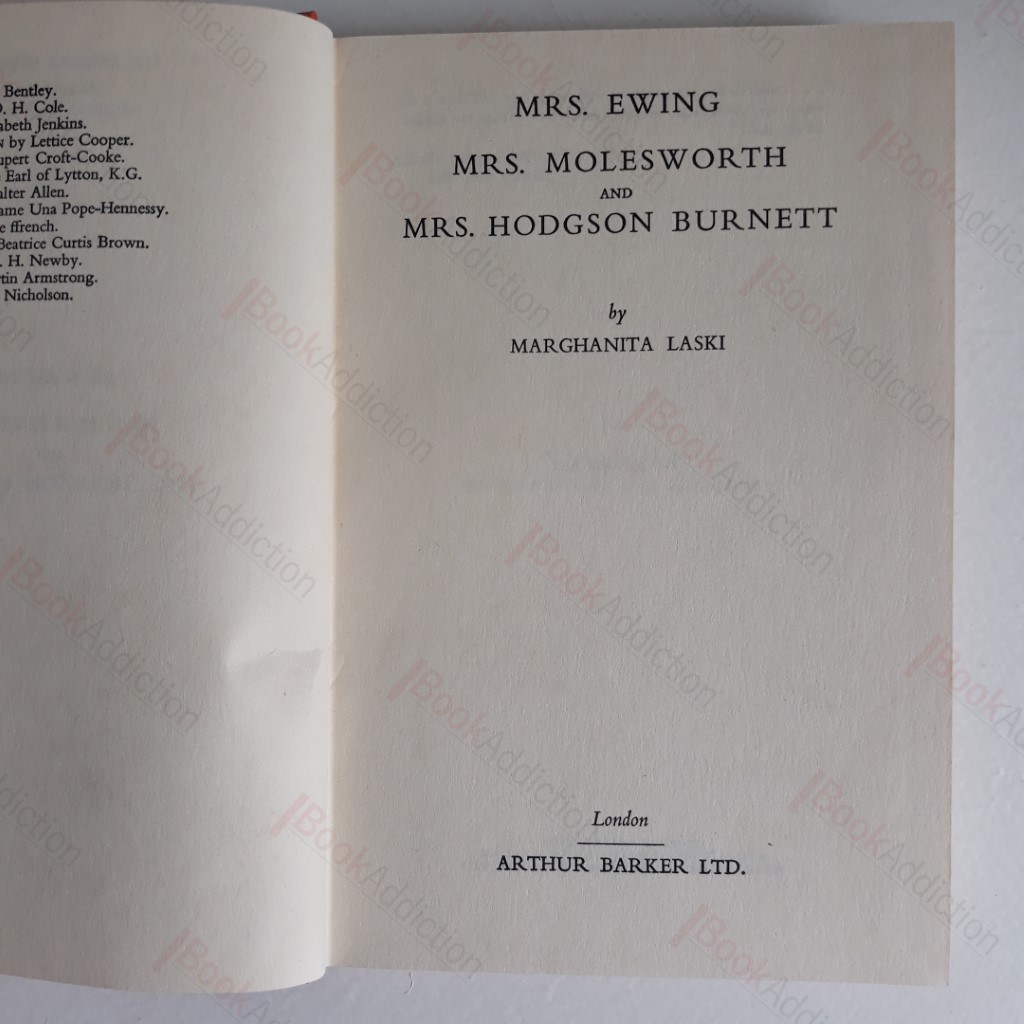 Bentley.
D. H. Cole.
abeth Jenkins.
by Lettice Cooper.
upert Croft-Cooke.
Earl of Lytton, K.G.
alter Allen.
ame Una Pope-Hennessy.
e ffrench.
Beatrice Curtis Brown.
. H. Newby.
tin Armstrong.
Nicholson.
MRS. EWING
MRS. MOLESWORTH
AND
MRS. HODGSON BURNETT
by
MARGHANITA LASKI
London
ARTHUR BARKER LTD.
BookAddiction